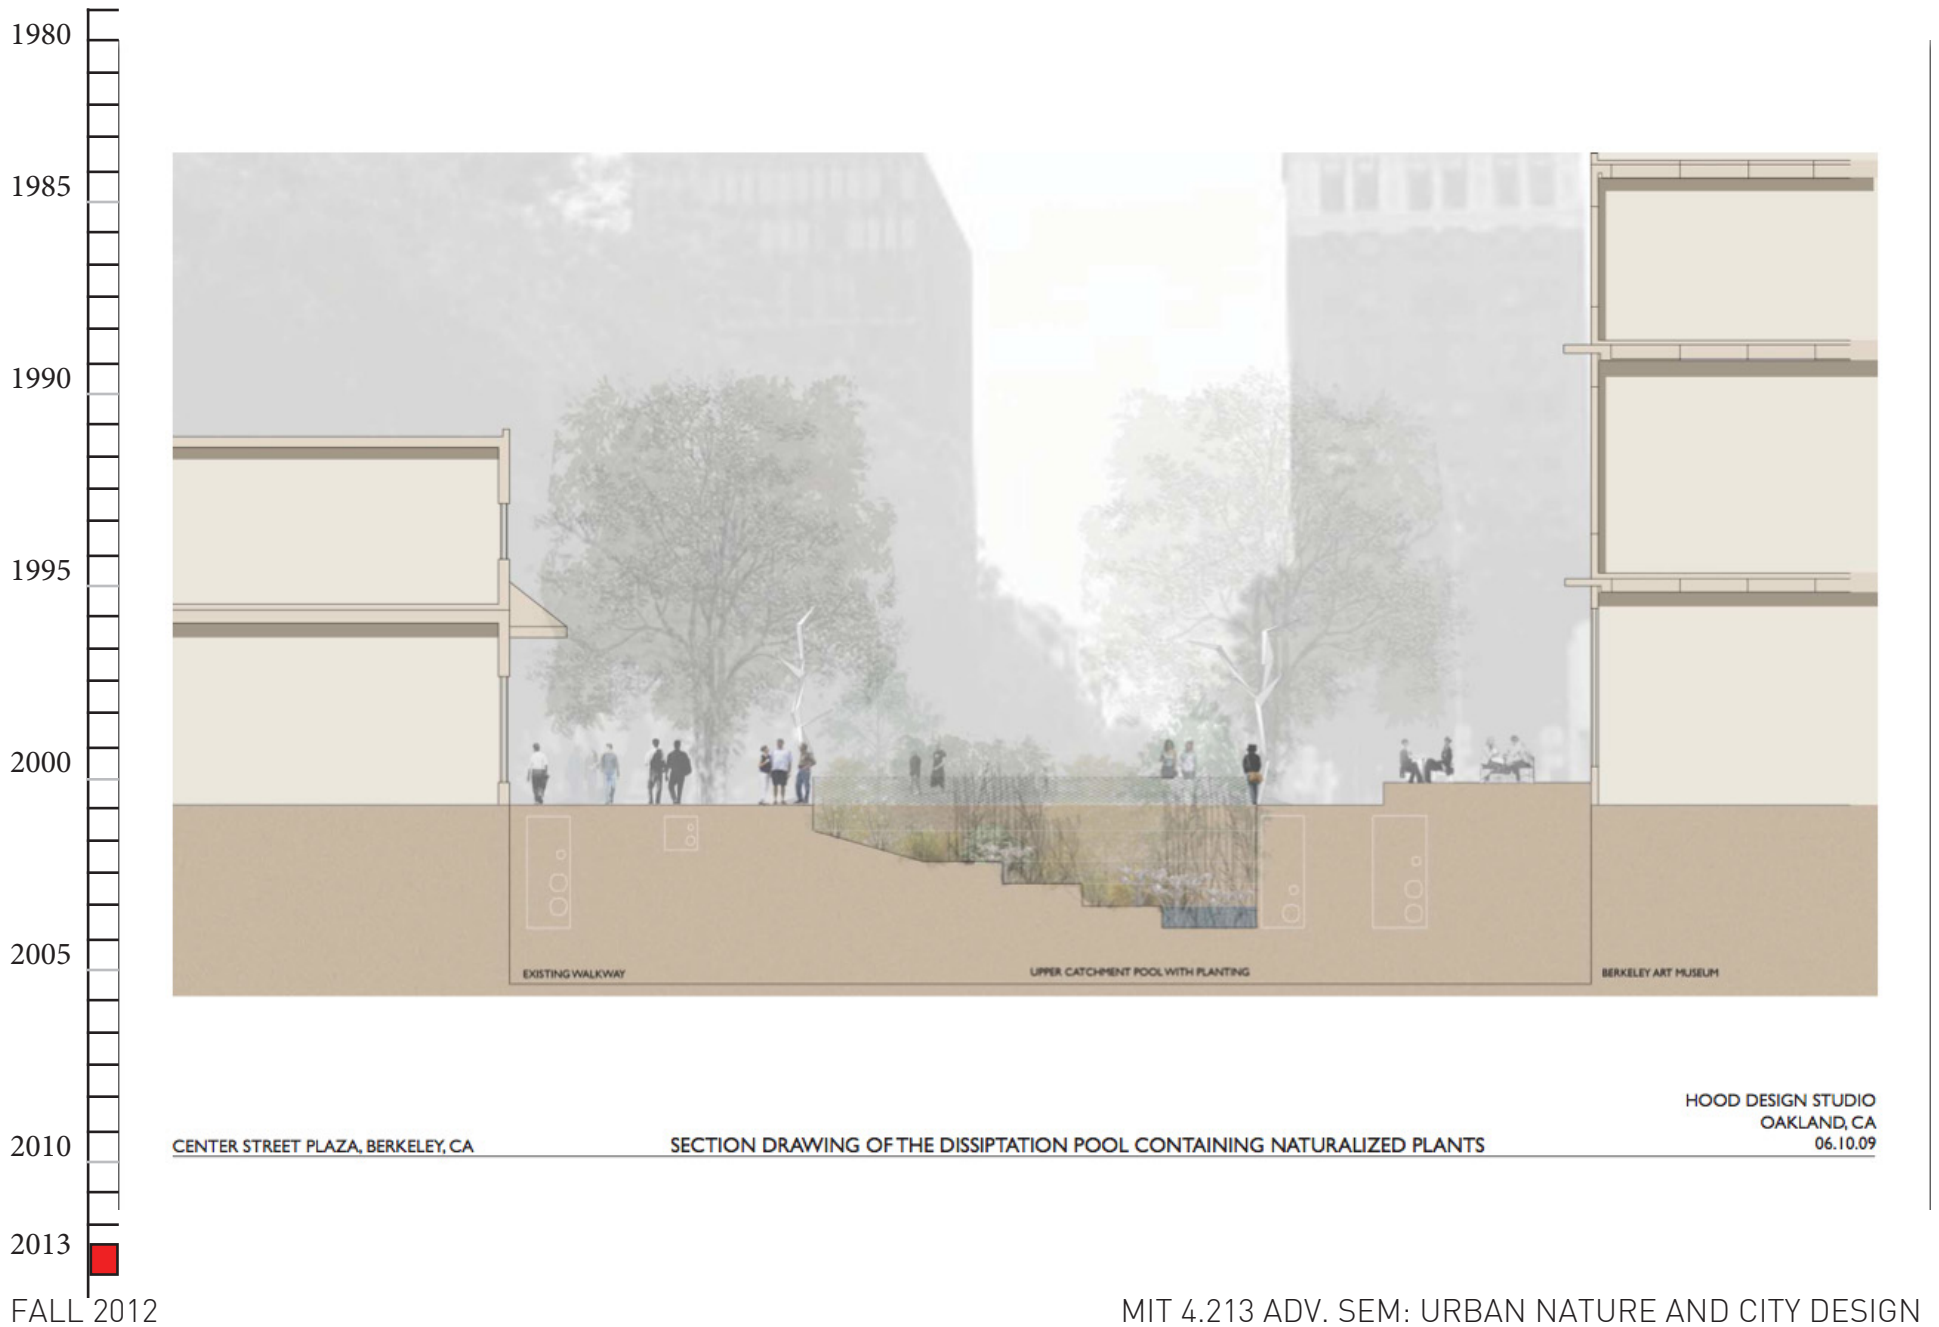 1980
1985
1990
1995
2000
2005
2010
2013
EXISTING WALKWAY
UPPER CATCHMENT POOL WITH PLANTING
BERKELEY ART MUSEUM
HOOD DESIGN STUDIO
OAKLAND, CA
06.10.09
CENTER STREET PLAZA, BERKELEY, CA
SECTION DRAWING OF THE DISSIPTATION POOL CONTAINING NATURALIZED PLANTS
FALL 2012
MIT 4.213 ADV. SEM: URBAN NATURE AND CITY DESIGN